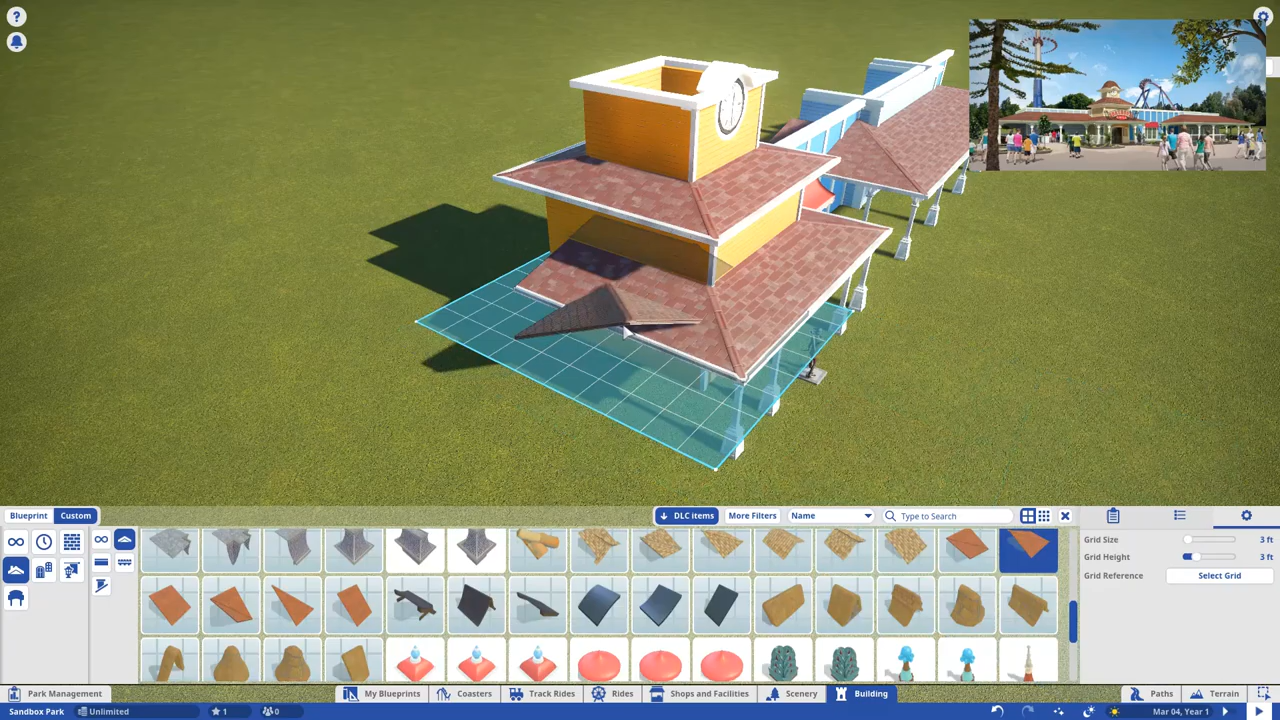 ?
Blueprint Custom
DLC items More Filters Name Type to Search
Grid Size 3 ft
Grid Height 3 ft
Grid Reference Select Grid
Park Management My Blueprints Coasters Track Rides Rides Shops and Facilities Scenery Building Paths Terrain
Sandbox Park Unlimited 1 0 Mar 04, Year 1